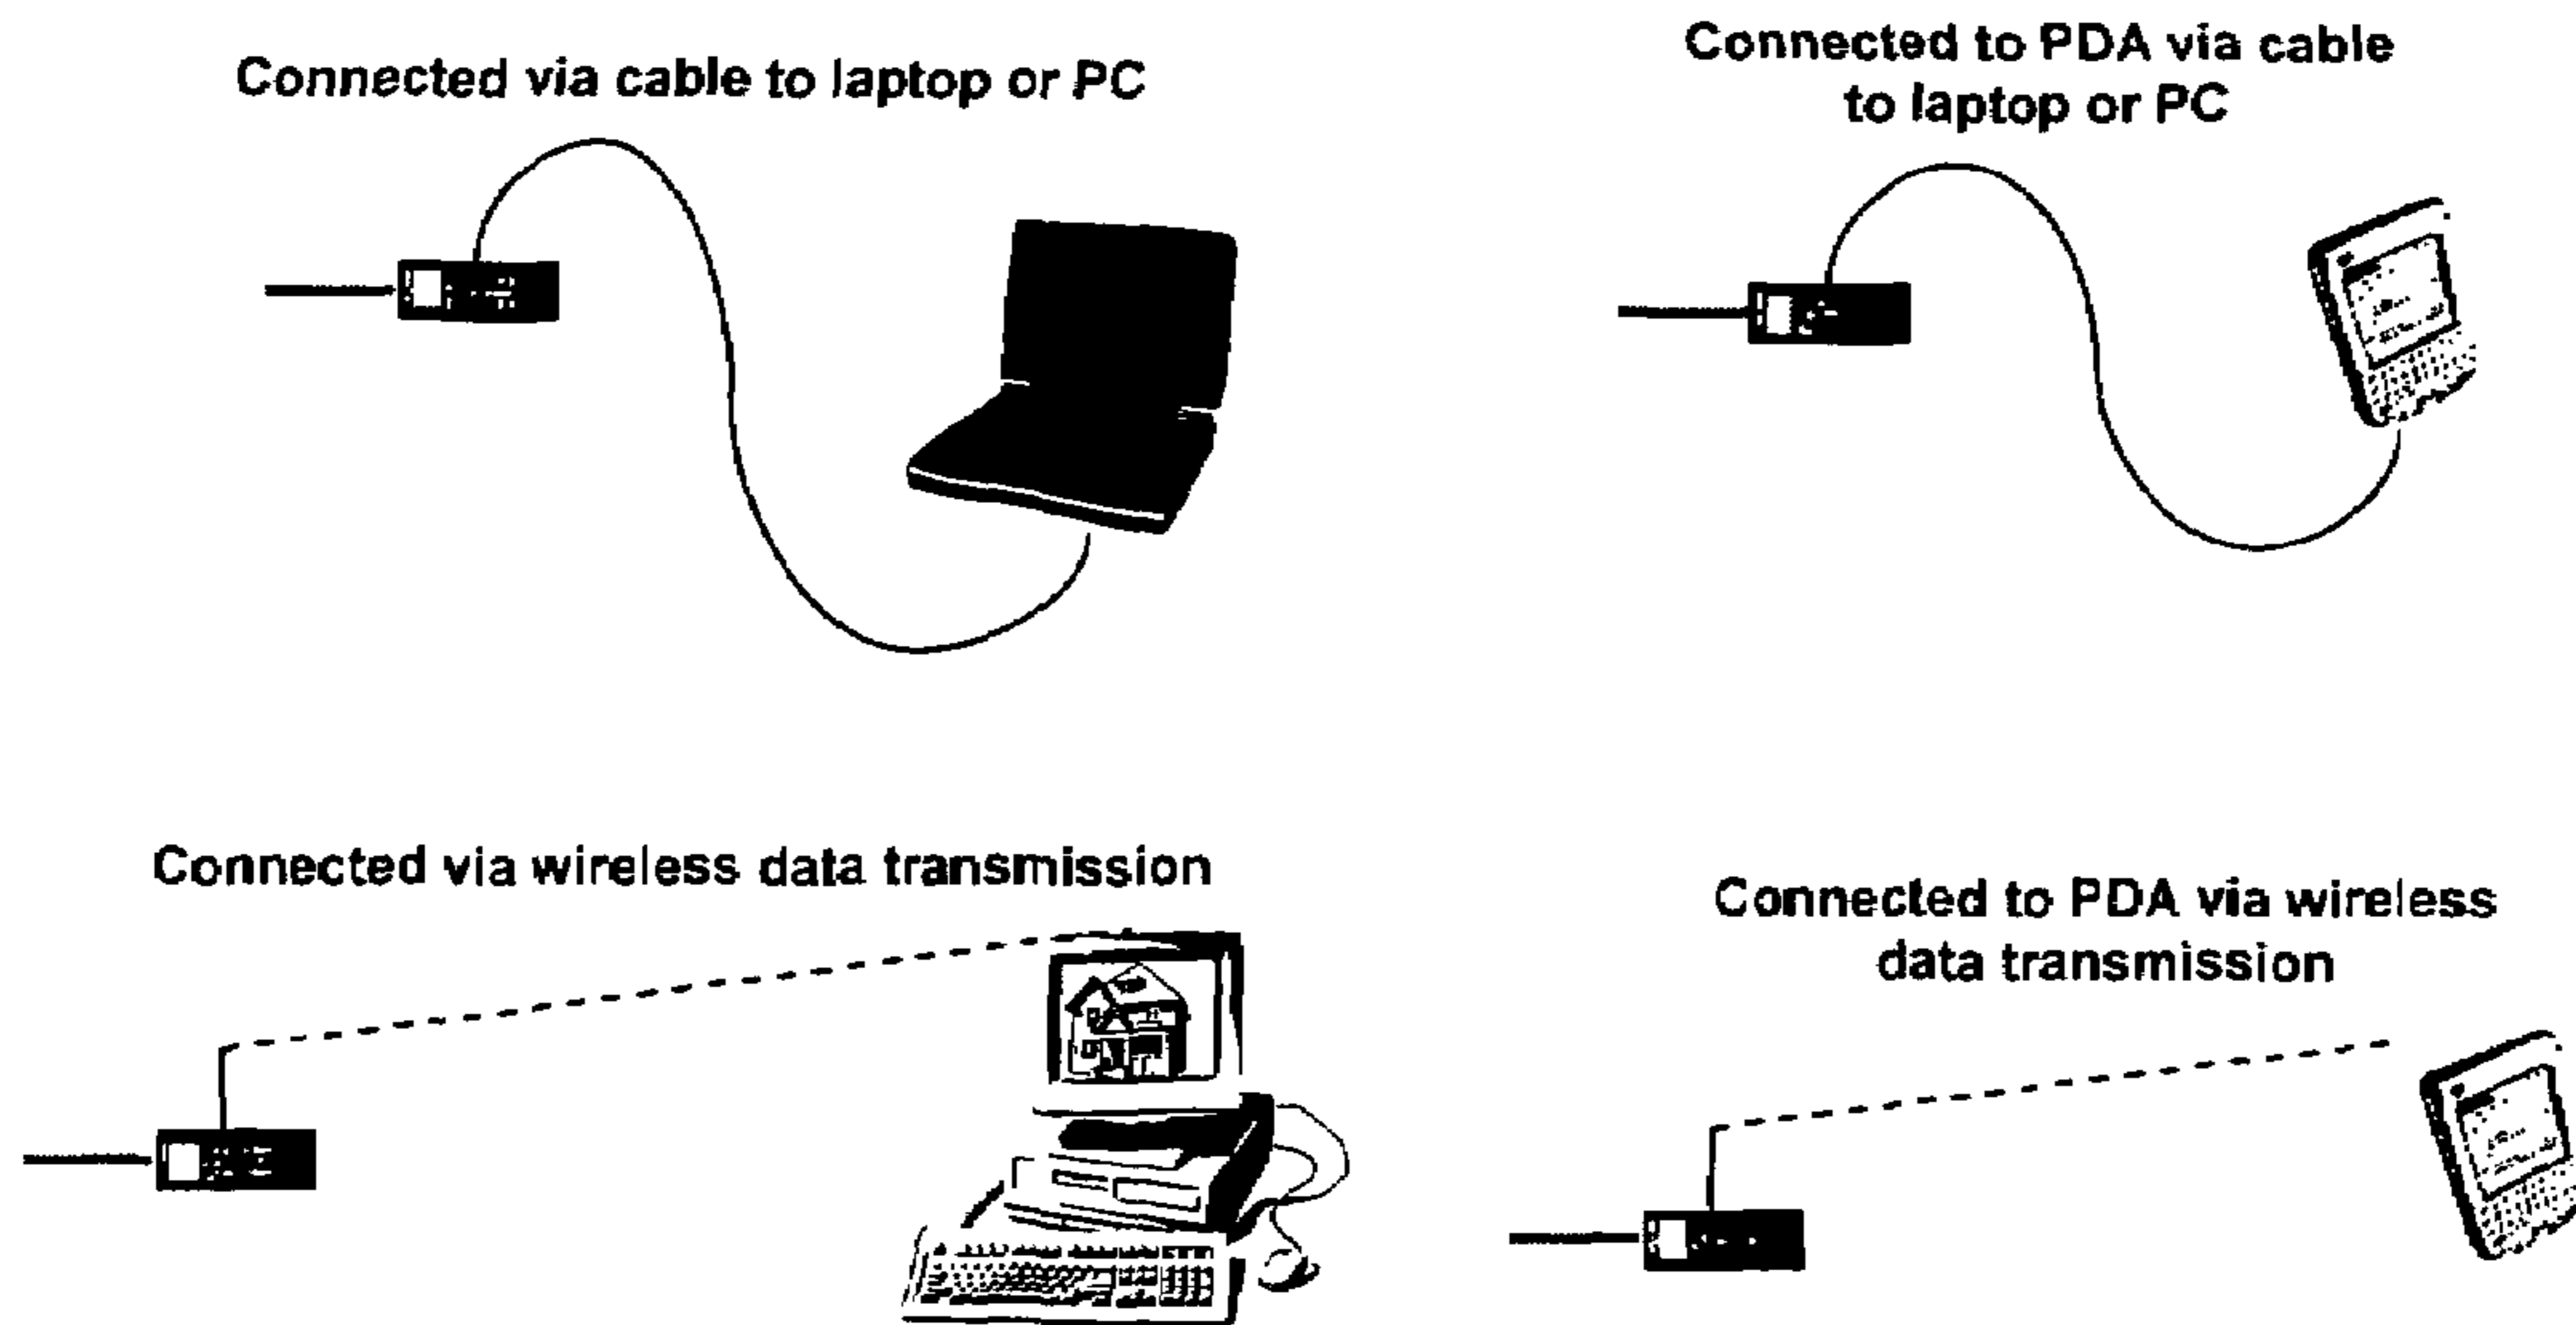 Connected via cable to laptop or PC
Connected to PDA via cable
to laptop or PC
Connected via wireless data transmission
Connected to PDA via wireless
data transmission